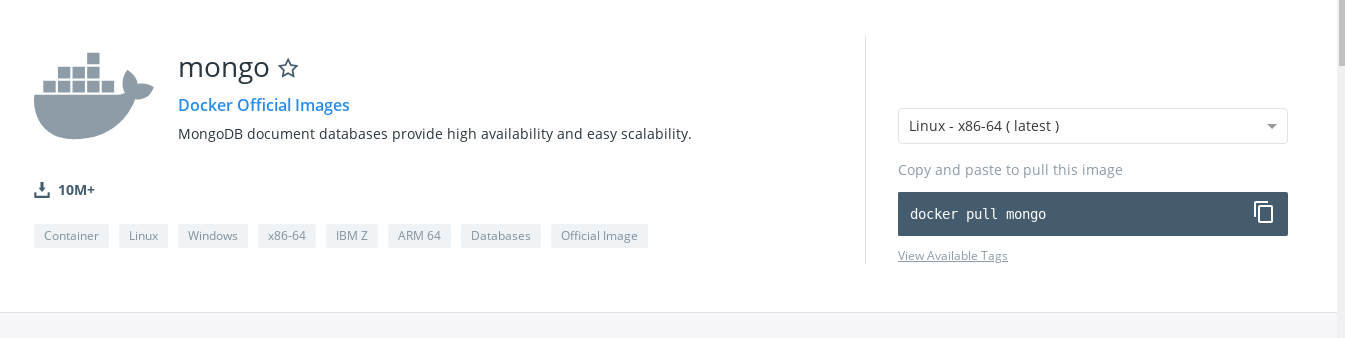 mongo
Docker Official Images
MongoDB document databases provide high availability and easy scalability.
10M+
Container Linux Windows x86-64 IBM Z ARM 64 Databases Official Image
Linux - x86-64 ( latest )
Copy and paste to pull this image
docker pull mongo
View Available Tags